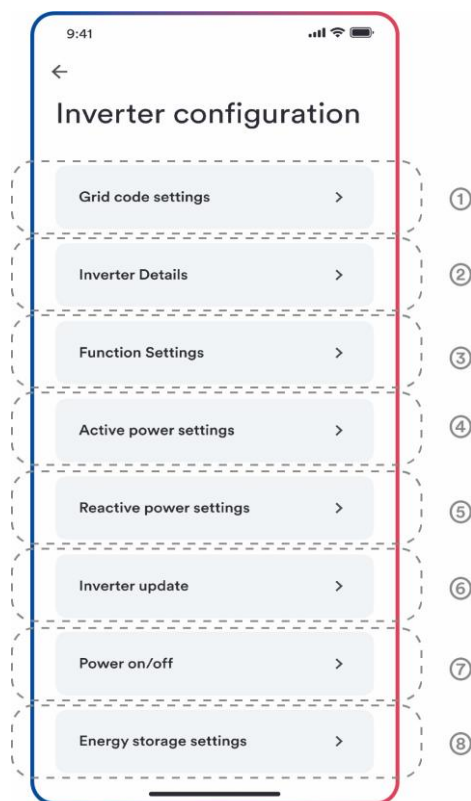 9:41
Inverter configuration
Grid code settings
1
Inverter Details
2
Function Settings
3
Active power settings
4
Reactive power settings
5
Inverter update
6
Power on/off
7
Energy storage settings
8